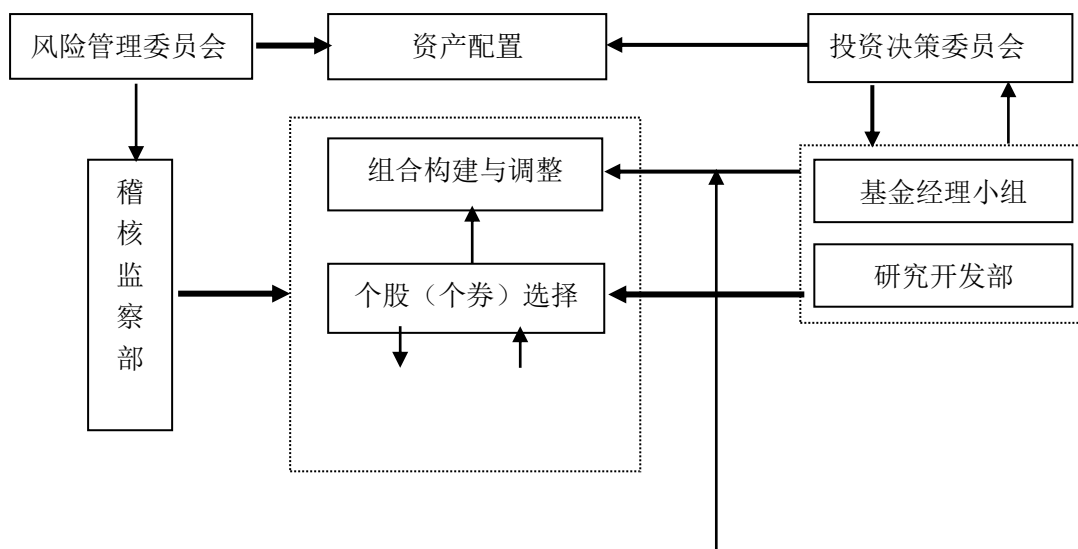 风险管理委员会
资产配置
投资决策委员会
组合构建与调整
基金经理小组
稽核监察部
个股（个券）选择
研究开发部